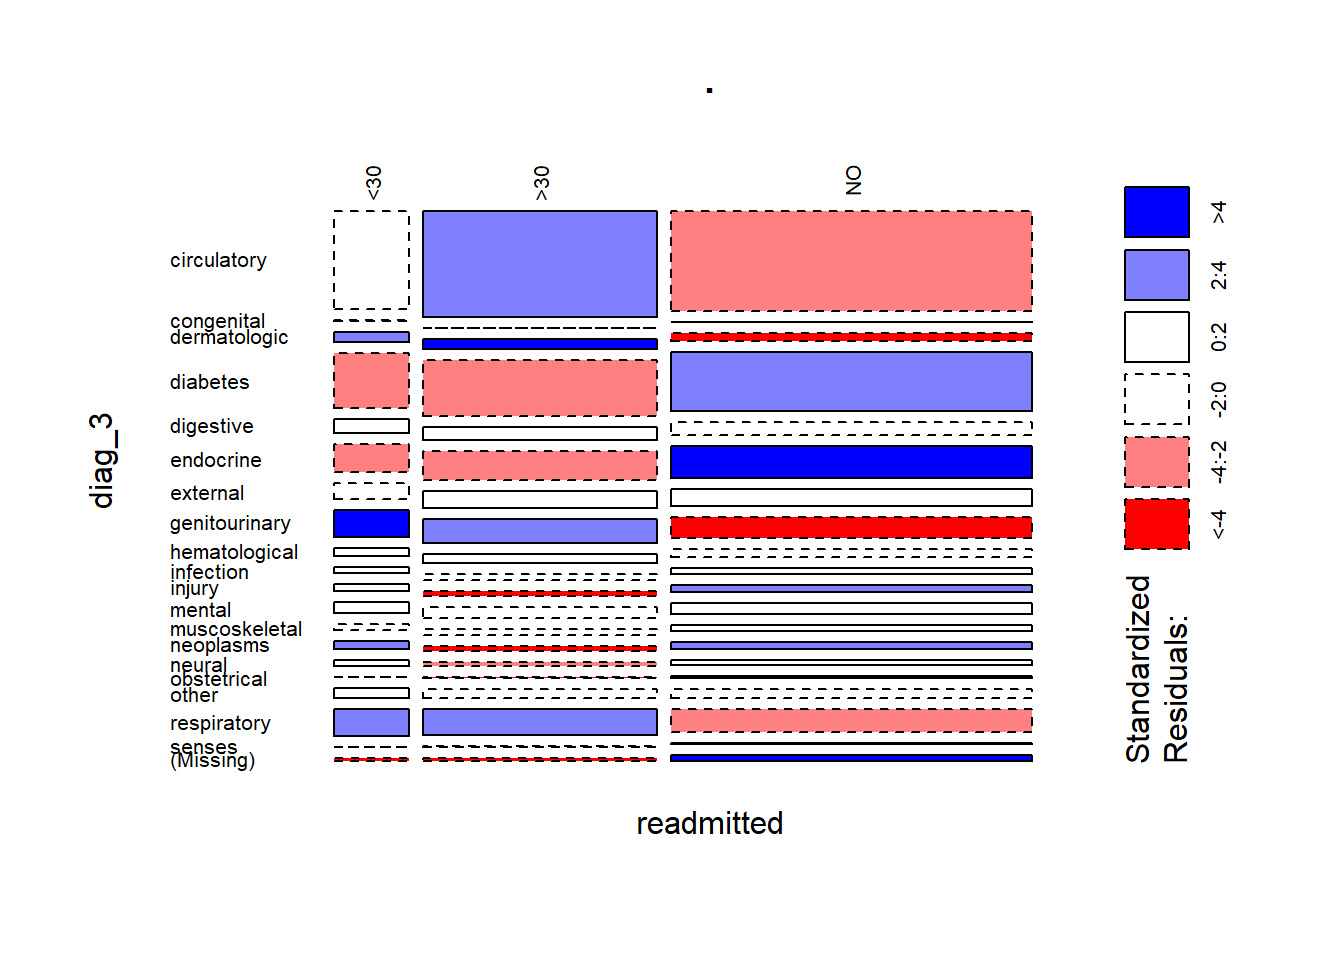 .
<30
>30
NO
circulatory
congenital
dermatologic
diabetes
digestive
endocrine
external
genitourinary
hematological
infection
injury
mental
muscoskeletal
neoplasms
neural
obstetrical
other
respiratory
senses
(Missing)
diag_3
readmitted
Standardized
Residuals:
<-4
-4:-2
-2:0
0:2
2:4
>4